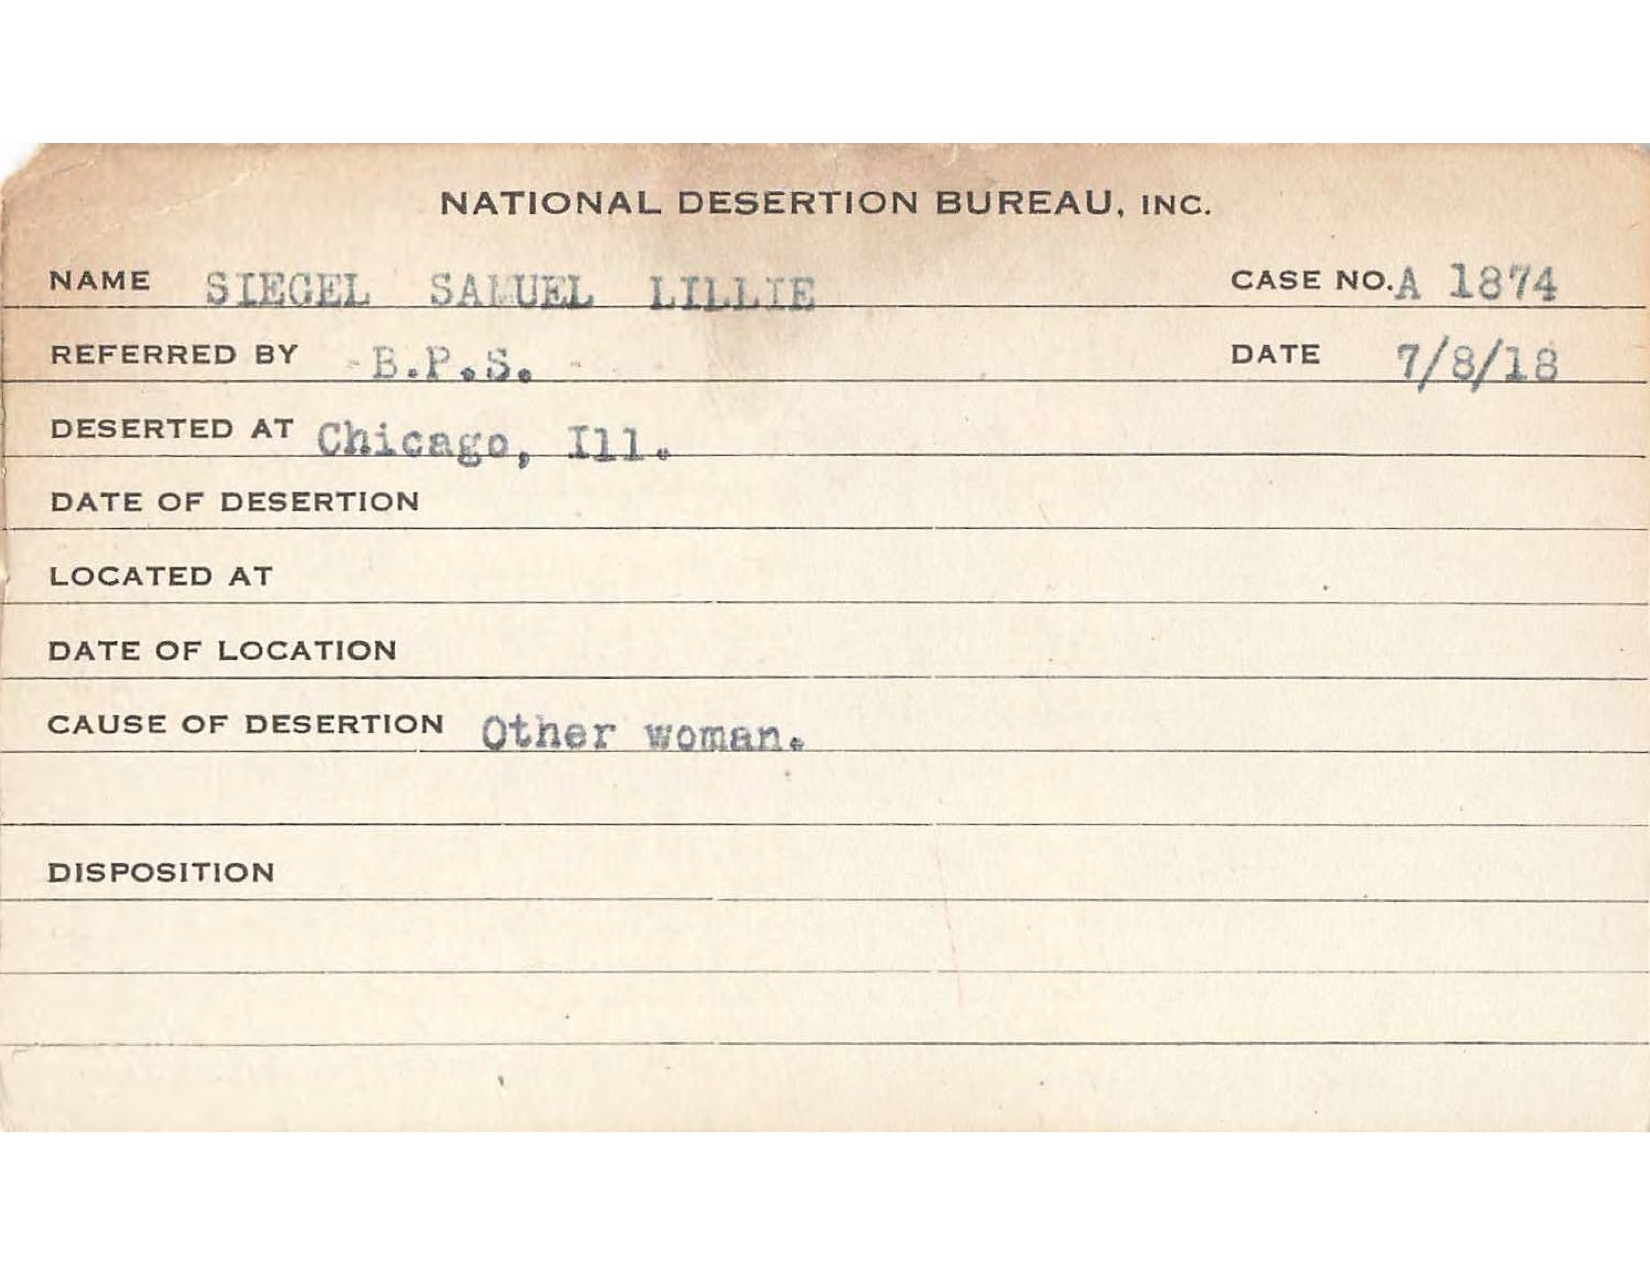 NATIONAL DESERTION BUREAU, INC.
NAME SIEGEL SAMUEL LILLIE CASE NO. A 1874
REFERRED BY - B.P.S. - DATE 7/8/18
DESERTED AT Chicago, Ill.
DATE OF DESERTION
LOCATED AT
DATE OF LOCATION
CAUSE OF DESERTION Other woman.
DISPOSITION